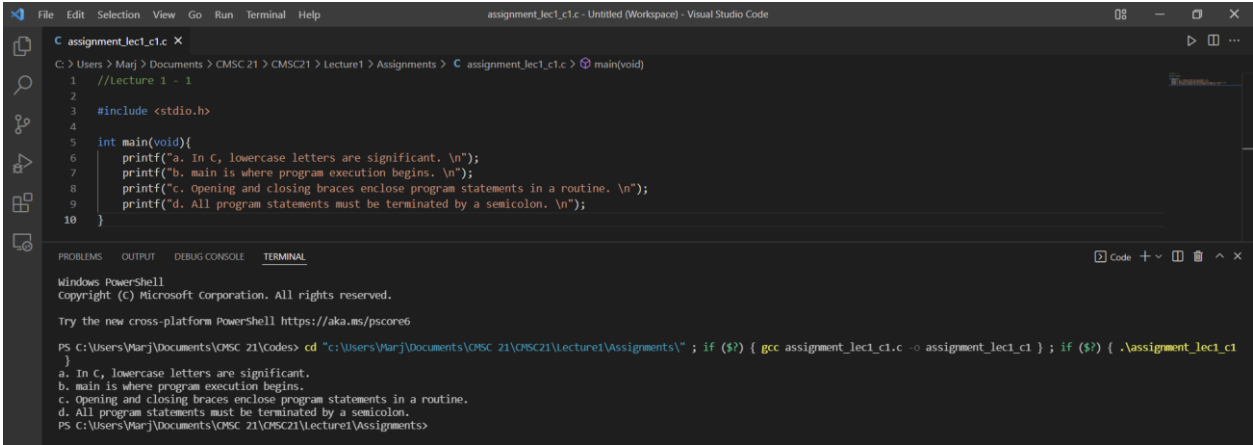 File Edit Selection View Go Run Terminal Help assignment_lec1_c1.c - Untitled (Workspace) - Visual Studio Code
C assignment_lec1_c1.c ×
C: > Users > Marj > Documents > CMSC 21 > CMSC21 > Lecture1 > Assignments > C assignment_lec1_c1.c > main(void)
1 //Lecture 1 - 1
2
3 #include <stdio.h>
4
5 int main(void){
6 printf("a. In C, lowercase letters are significant. \n");
7 printf("b. main is where program execution begins. \n");
8 printf("c. Opening and closing braces enclose program statements in a routine. \n");
9 printf("d. All program statements must be terminated by a semicolon. \n");
10 }
PROBLEMS OUTPUT DEBUG CONSOLE TERMINAL Code
Windows PowerShell
Copyright (C) Microsoft Corporation. All rights reserved.
Try the new cross-platform PowerShell https://aka.ms/pscore6
PS C:\Users\Marj\Documents\CMSC 21\Codes> cd "c:\Users\Marj\Documents\CMSC 21\CMSC21\Lecture1\Assignments\" ; if ($?) { gcc assignment_lec1_c1.c -o assignment_lec1_c1 } ; if ($?) { .\assignment_lec1_c1
}
a. In C, lowercase letters are significant.
b. main is where program execution begins.
c. Opening and closing braces enclose program statements in a routine.
d. All program statements must be terminated by a semicolon.
PS C:\Users\Marj\Documents\CMSC 21\CMSC21\Lecture1\Assignments>